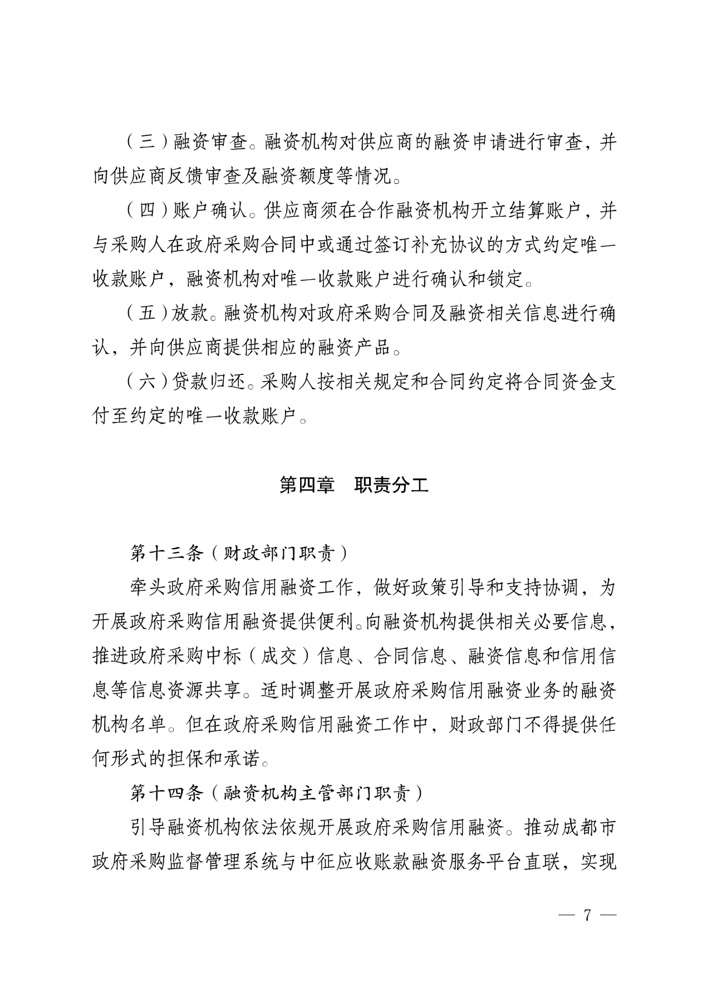 （三）融资审查。融资机构对供应商的融资申请进行审查，并
向供应商反馈审查及融资额度等情况。
（四）账户确认。供应商须在合作融资机构开立结算账户，并
与采购人在政府采购合同中或通过签订补充协议的方式约定唯一
收款账户，融资机构对唯一收款账户进行确认和锁定。
（五）放款。融资机构对政府采购合同及融资相关信息进行确
认，并向供应商提供相应的融资产品。
（六）贷款归还。采购人按相关规定和合同约定将合同资金支
付至约定的唯一收款账户。
第四章　职责分工
第十三条（财政部门职责）
牵头政府采购信用融资工作，做好政策引导和支持协调，为
开展政府采购信用融资提供便利。向融资机构提供相关必要信息，
推进政府采购中标（成交）信息、合同信息、融资信息和信用信
息等信息资源共享。适时调整开展政府采购信用融资业务的融资
机构名单。但在政府采购信用融资工作中，财政部门不得提供任
何形式的担保和承诺。
第十四条（融资机构主管部门职责）
引导融资机构依法依规开展政府采购信用融资。推动成都市
政府采购监督管理系统与中征应收账款融资服务平台直联，实现
— 7 —